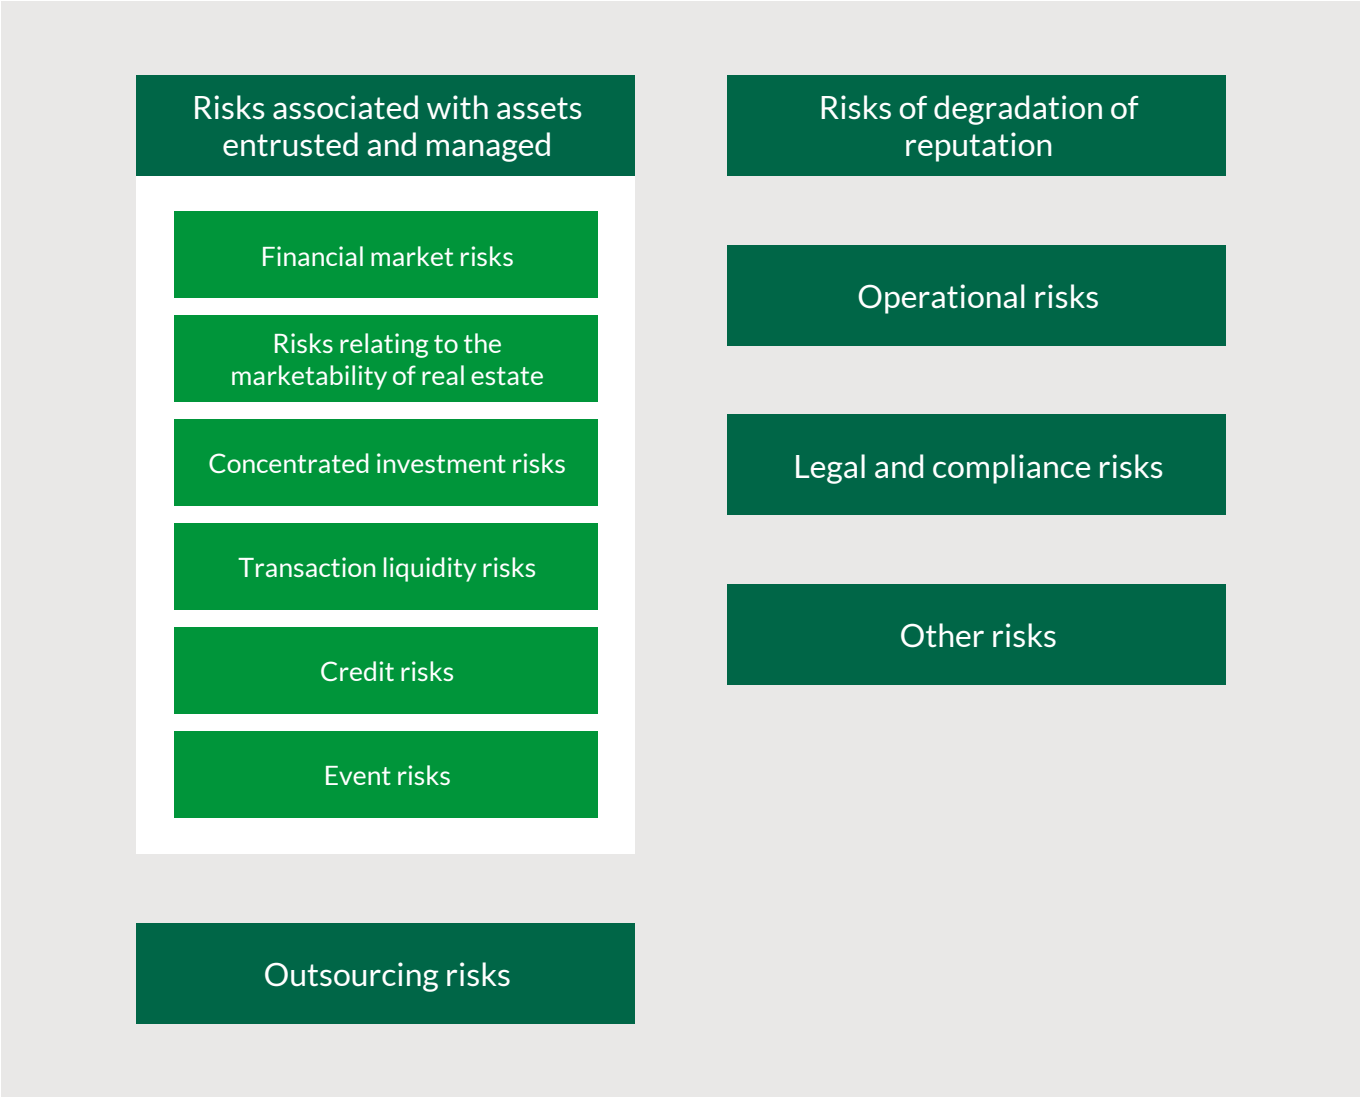 Risks associated with assets
entrusted and managed
Financial market risks
Risks relating to the
marketability of real estate
Concentrated investment risks
Transaction liquidity risks
Credit risks
Event risks
Outsourcing risks
Risks of degradation of
reputation
Operational risks
Legal and compliance risks
Other risks